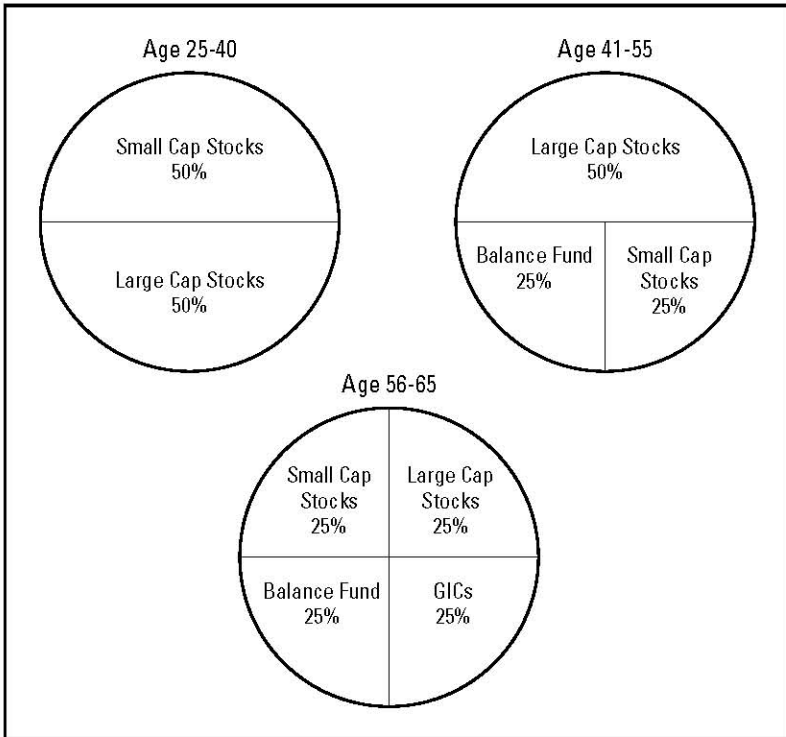 Age 25-40
Small Cap Stocks
50%
Large Cap Stocks
50%
Age 41-55
Large Cap Stocks
50%
Balance Fund
25%
Small Cap
Stocks
25%
Age 56-65
Small Cap
Stocks
25%
Large Cap
Stocks
25%
Balance Fund
25%
GICs
25%